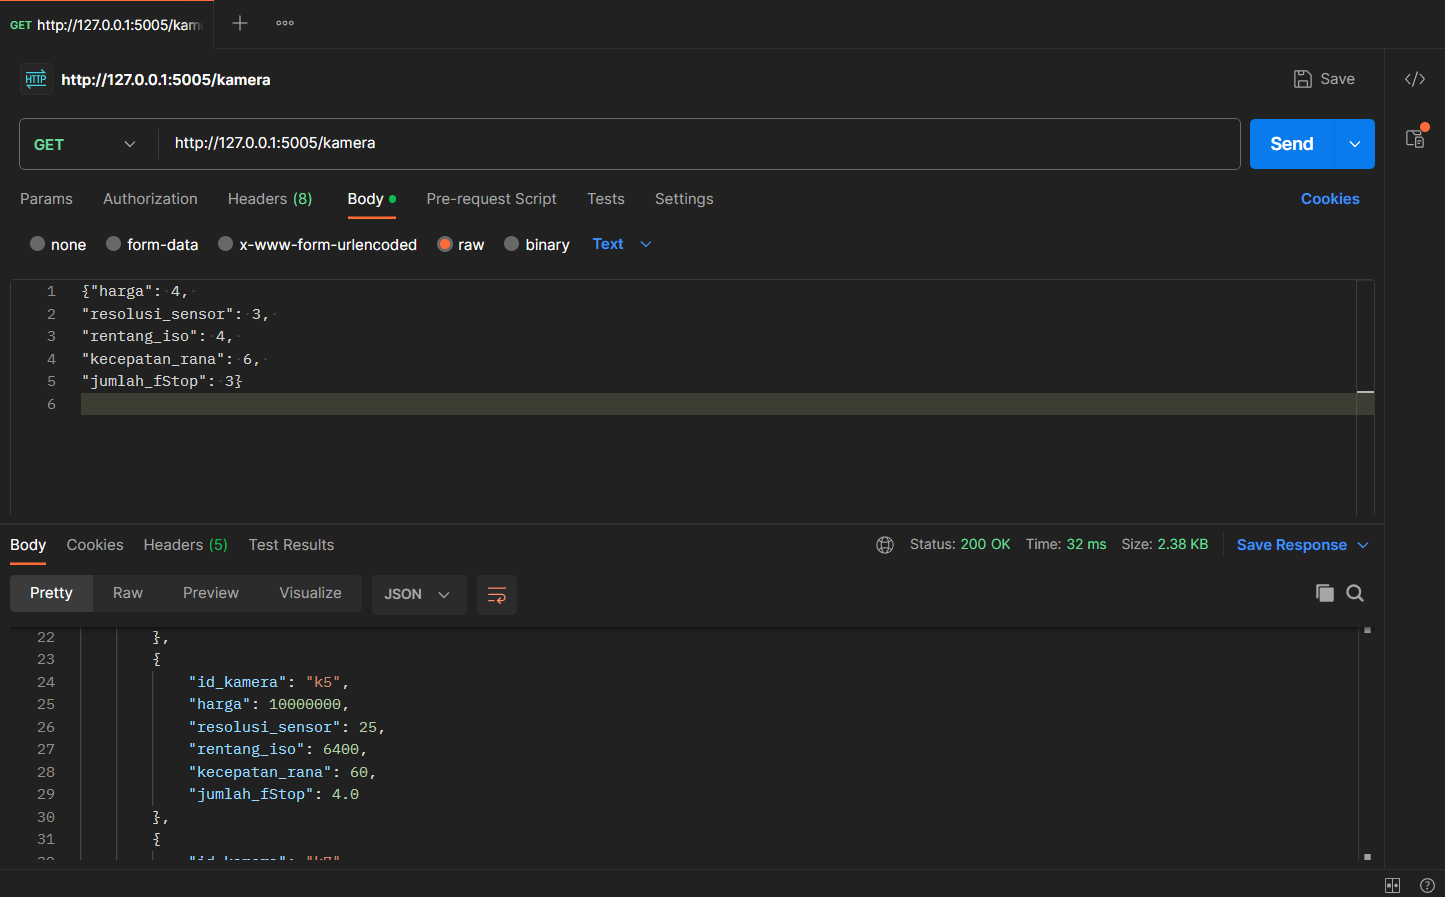 GET http://127.0.0.1:5005/kam
HTTP http://127.0.0.1:5005/kamera
Save
GET http://127.0.0.1:5005/kamera
Send
Params Authorization Headers (8) Body Pre-request Script Tests Settings
Cookies
none form-data x-www-form-urlencoded raw binary Text
1 {"harga": 4,
2 "resolusi_sensor": 3,
3 "rentang_iso": 4,
4 "kecepatan_rana": 6,
5 "jumlah_fStop": 3}
6
Body Cookies Headers (5) Test Results
Status: 200 OK Time: 32 ms Size: 2.38 KB Save Response
Pretty Raw Preview Visualize JSON
22 },
23 {
24 "id_kamera": "k5",
25 "harga": 10000000,
26 "resolusi_sensor": 25,
27 "rentang_iso": 6400,
28 "kecepatan_rana": 60,
29 "jumlah_fStop": 4.0
30 },
31 {